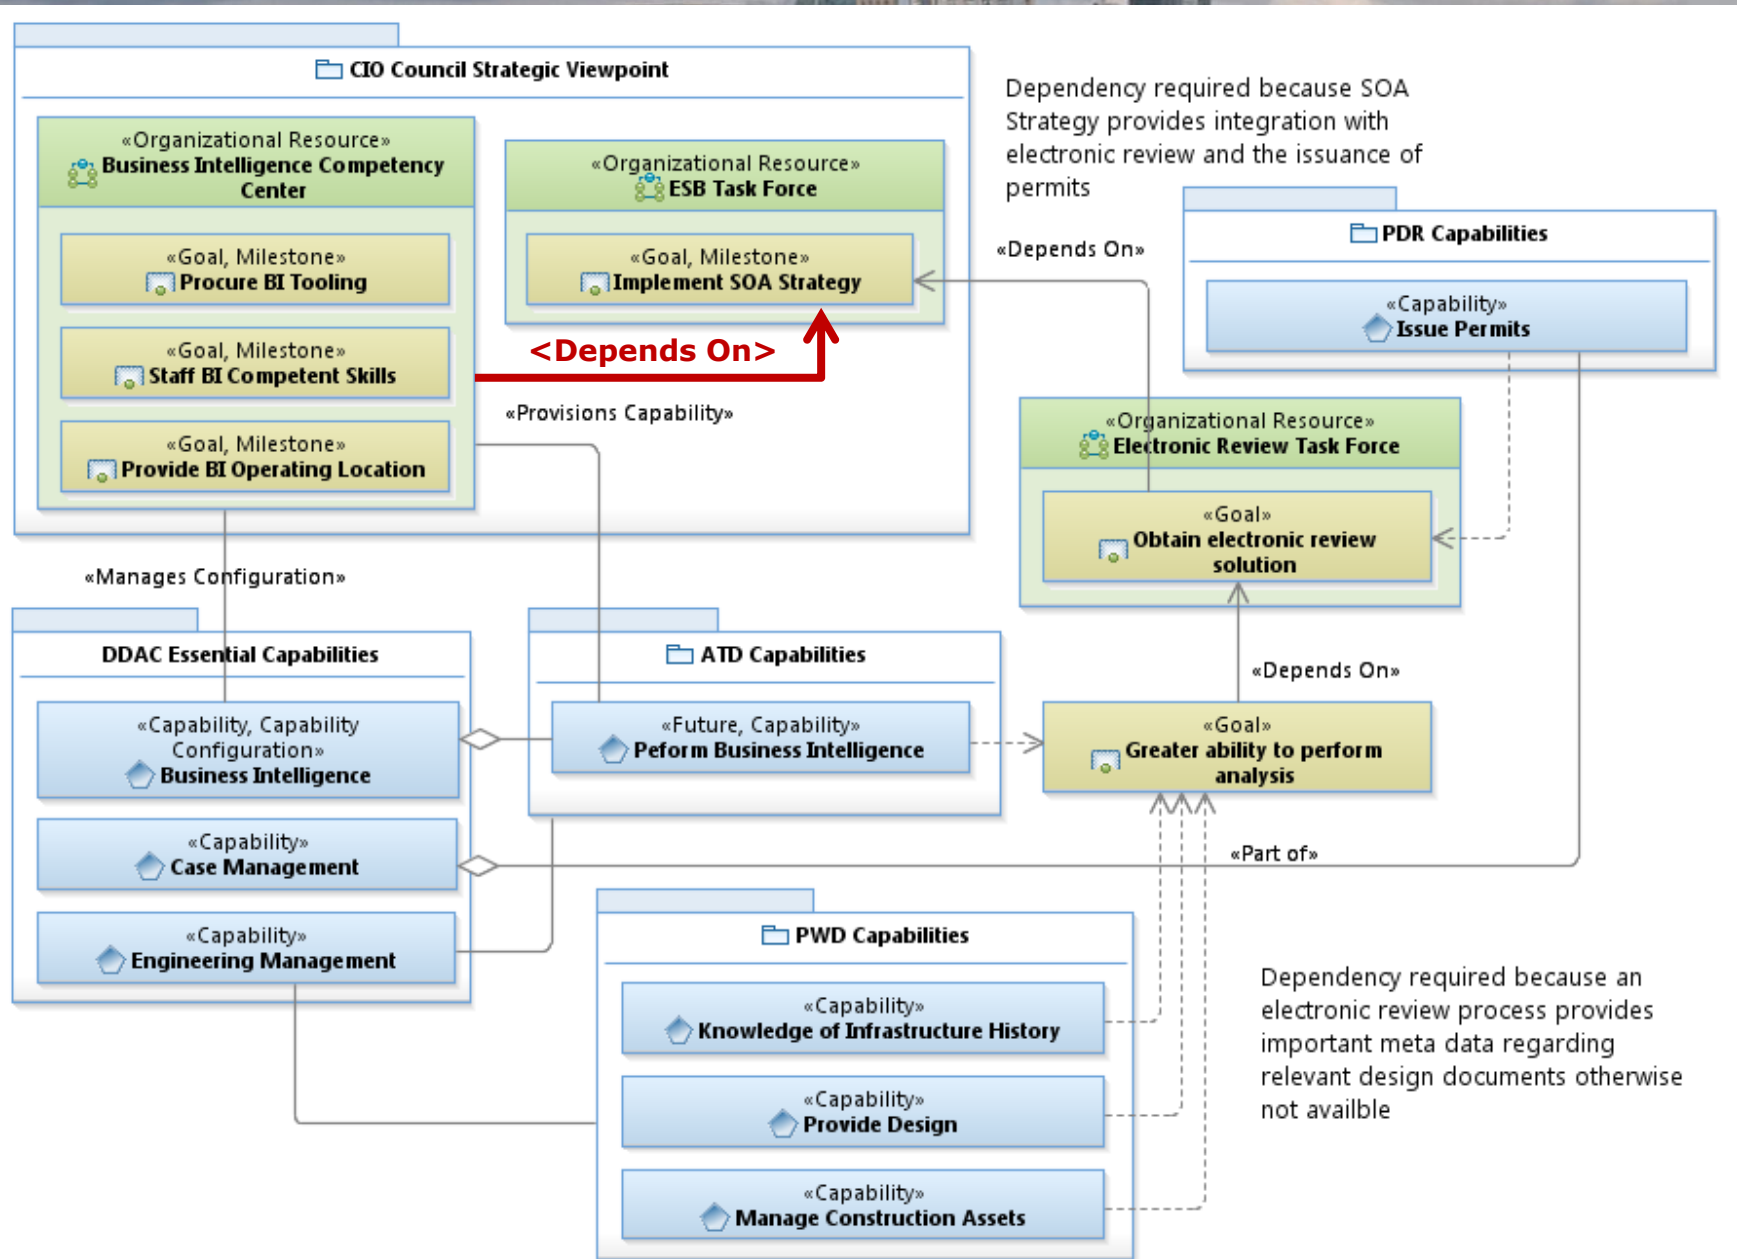 CIO Council Strategic Viewpoint
«Organizational Resource»
Business Intelligence Competency
Center
«Goal, Milestone»
Procure BI Tooling
«Goal, Milestone»
Staff BI Competent Skills
«Goal, Milestone»
Provide BI Operating Location
«Organizational Resource»
ESB Task Force
«Goal, Milestone»
Implement SOA Strategy
<Depends On>
«Provisions Capability»
Dependency required because SOA
Strategy provides integration with
electronic review and the issuance of
permits
«Depends On»
PDR Capabilities
«Capability»
Issue Permits
«Organizational Resource»
Electronic Review Task Force
«Goal»
Obtain electronic review
solution
«Manages Configuration»
DDAC Essential Capabilities
«Capability, Capability
Configuration»
Business Intelligence
«Capability»
Case Management
«Capability»
Engineering Management
ATD Capabilities
«Future, Capability»
Peform Business Intelligence
«Depends On»
«Goal»
Greater ability to perform
analysis
«Part of»
PWD Capabilities
«Capability»
Knowledge of Infrastructure History
«Capability»
Provide Design
«Capability»
Manage Construction Assets
Dependency required because an
electronic review process provides
important meta data regarding
relevant design documents otherwise
not availble